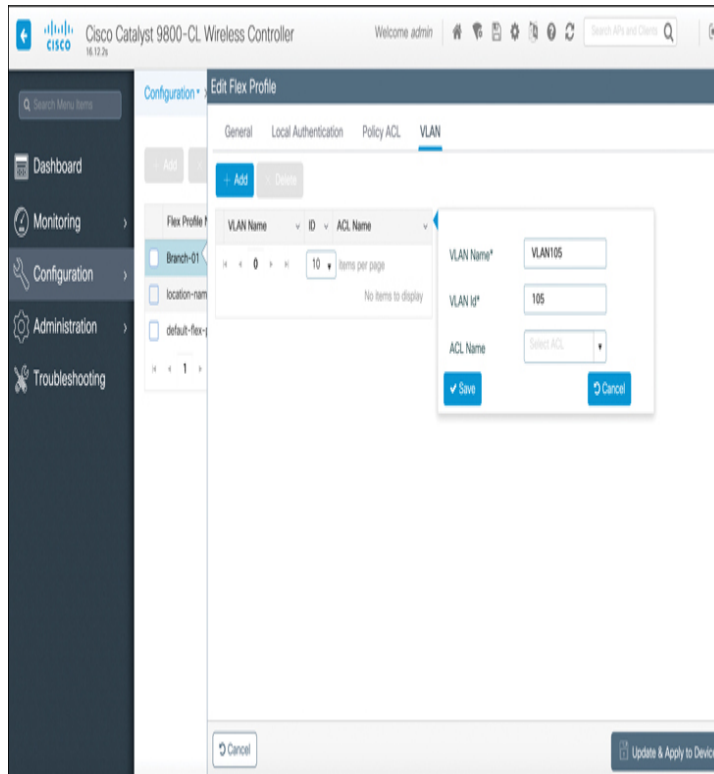 Cisco Catalyst 9800-CL Wireless Controller
16.12.2s
cisco
Welcome admin
Search APs and Clients
Search Menu Items
Dashboard
Monitoring
Configuration
Administration
Troubleshooting
Configuration
Edit Flex Profile
General Local Authentication Policy ACL VLAN
+ Add
+ Add × Delete
Flex Profile N
Branch-01
location-nam
default-flex-p
1
VLAN Name ID ACL Name
0 10 items per page
No items to display
VLAN Name* VLAN105
VLAN Id* 105
ACL Name Select ACL
Save Cancel
Cancel
Update & Apply to Device